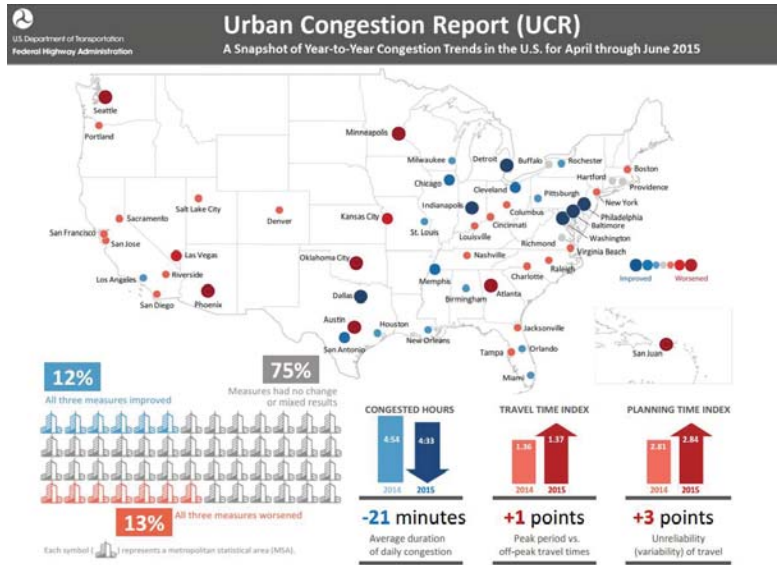 U.S. Department of Transportation
Federal Highway Administration
Urban Congestion Report (UCR)
A Snapshot of Year-to-Year Congestion Trends in the U.S. for April through June 2015
Seattle
Portland
Minneapolis
Milwaukee
Detroit
Buffalo
Rochester
Boston
Hartford
Providence
Chicago
Cleveland
Pittsburgh
New York
Philadelphia
Baltimore
Washington
Virginia Beach
Richmond
Indianapolis
Columbus
Cincinnati
Salt Lake City
Denver
Kansas City
St. Louis
Louisville
Sacramento
San Francisco
San Jose
Las Vegas
Oklahoma City
Nashville
Raleigh
Charlotte
Improved
Worsened
Los Angeles
Riverside
San Diego
Phoenix
Memphis
Birmingham
Atlanta
Dallas
Austin
Houston
San Antonio
New Orleans
Jacksonville
Tampa
Orlando
Miami
San Juan
12%
All three measures improved
75%
Measures had no change
or mixed results
13%
All three measures worsened
Each symbol ( ) represents a metropolitan statistical area (MSA).
CONGESTED HOURS
4:54
4:33
2014
2015
-21 minutes
Average duration
of daily congestion
TRAVEL TIME INDEX
1.36
1.37
2014
2015
+1 points
Peak period vs.
off-peak travel times
PLANNING TIME INDEX
2.81
2.84
2014
2015
+3 points
Unreliability
(variability) of travel